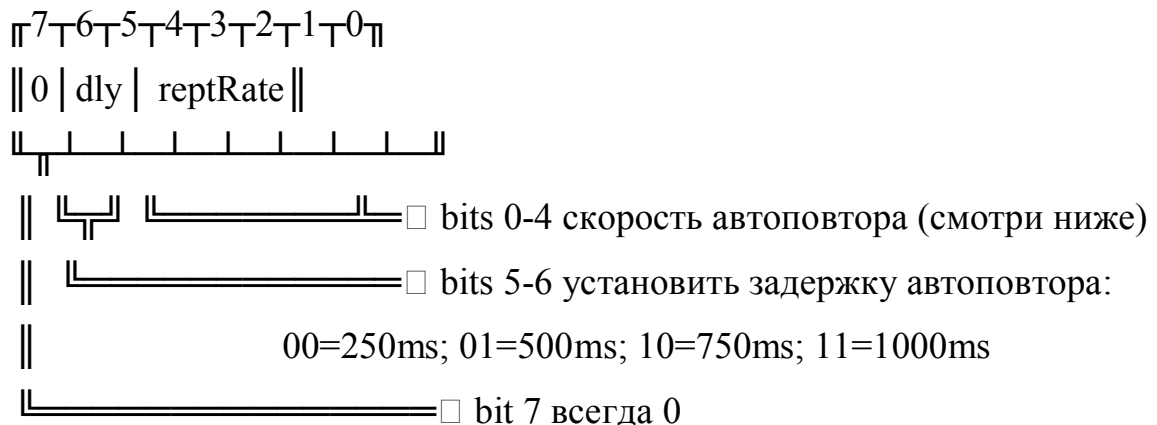 ╓7┬6┬5┬4┬3┬2┬1┬0╖
║0│dly│ reptRate║
╙╥┴─┴─┴─┴─┴─┴─┴─╜
║ ╚╦╝ ╚═════════╩═□ bits 0-4 скорость автоповтора (смотри ниже)
║ ╚═══════════════□ bits 5-6 установить задержку автоповтора:
║ 00=250ms; 01=500ms; 10=750ms; 11=1000ms
╚═══════════════════□ bit 7 всегда 0